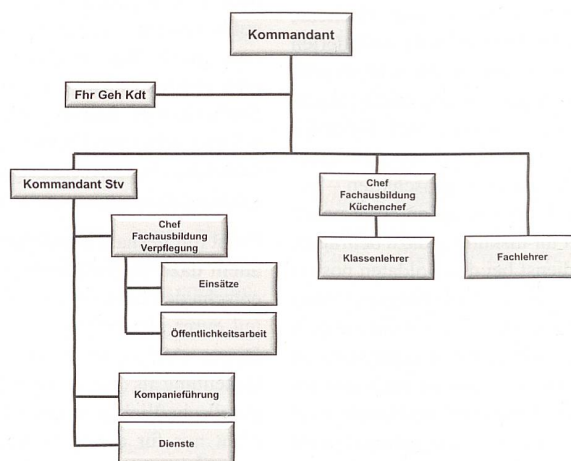 Kommandant
Fhr Geh Kdt
Kommandant Stv
Chef
Fachausbildung
Küchenchef
Chef
Fachausbildung
Verpflegung
Klassenlehrer
Fachlehrer
Einsätze
Öffentlichkeitsarbeit
Kompanieführung
Dienste